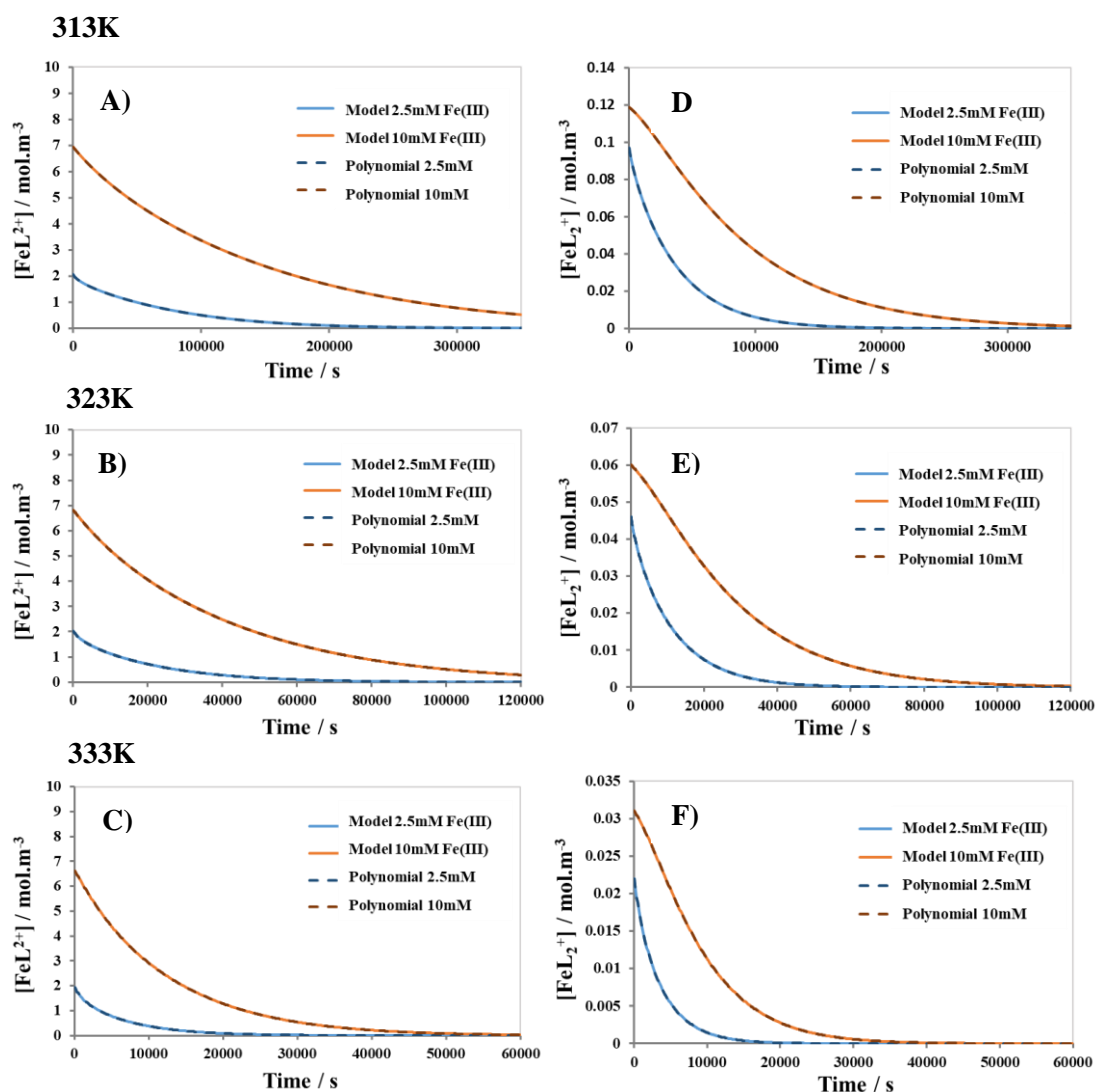 313K
A)
[FeL²⁺] / mol.m⁻³
10
9
8
7
6
5
4
3
2
1
0
Model 2.5mM Fe(III)
Model 10mM Fe(III)
Polynomial 2.5mM
Polynomial 10mM
0 100000 200000 300000
Time / s
D
[FeL₂⁺] / mol.m⁻³
0.14
0.12
0.1
0.08
0.06
0.04
0.02
0
Model 2.5mM Fe(III)
Model 10mM Fe(III)
Polynomial 2.5mM
Polynomial 10mM
0 100000 200000 300000
Time / s
323K
B)
[FeL²⁺] / mol.m⁻³
10
9
8
7
6
5
4
3
2
1
0
Model 2.5mM Fe(III)
Model 10mM Fe(III)
Polynomial 2.5mM
Polynomial 10mM
0 20000 40000 60000 80000 100000 120000
Time / s
E)
[FeL₂⁺] / mol.m⁻³
0.07
0.06
0.05
0.04
0.03
0.02
0.01
0
Model 2.5mM Fe(III)
Model 10mM Fe(III)
Polynomial 2.5mM
Polynomial 10mM
0 20000 40000 60000 80000 100000 120000
Time / s
333K
C)
[FeL²⁺] / mol.m⁻³
10
9
8
7
6
5
4
3
2
1
0
Model 2.5mM Fe(III)
Model 10mM Fe(III)
Polynomial 2.5mM
Polynomial 10mM
0 10000 20000 30000 40000 50000 60000
Time / s
F)
[FeL₂⁺] / mol.m⁻³
0.035
0.03
0.025
0.02
0.015
0.01
0.005
0
Model 2.5mM Fe(III)
Model 10mM Fe(III)
Polynomial 2.5mM
Polynomial 10mM
0 10000 20000 30000 40000 50000 60000
Time / s